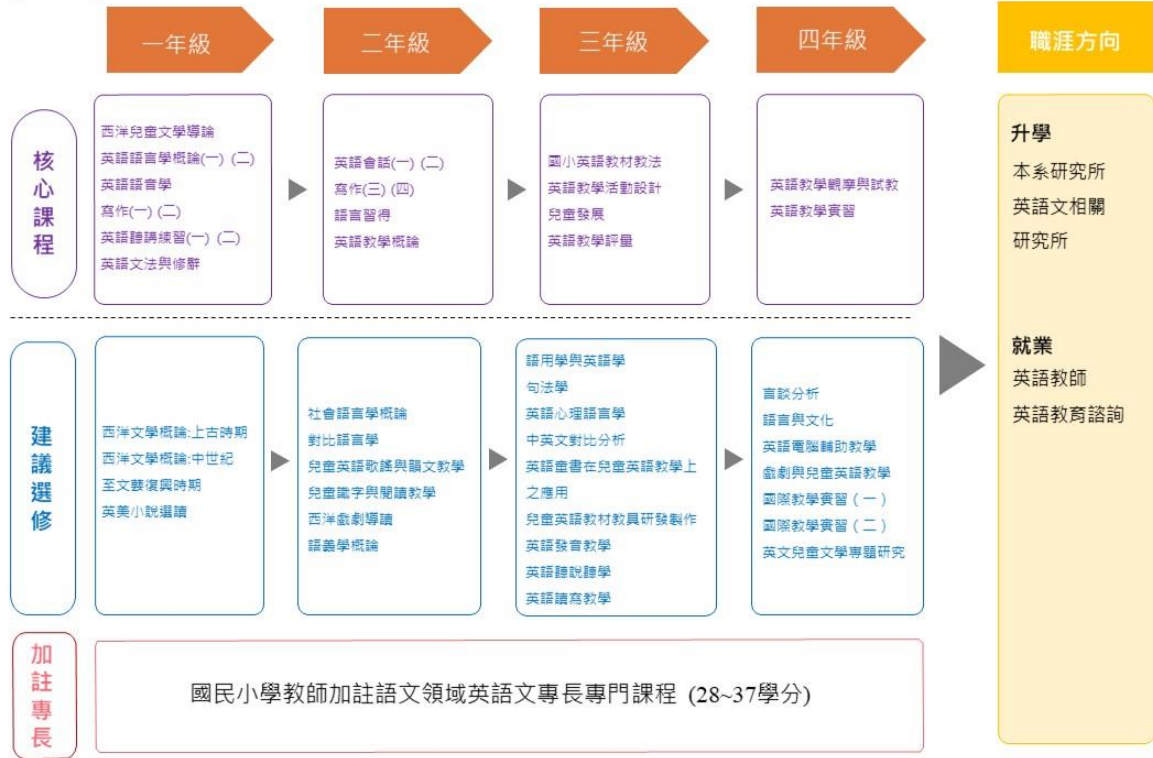 一年級
二年級
三年級
四年級
職涯方向
核心課程
西洋兒童文學導論
英語語言學概論(一) (二)
英語語音學
寫作(一) (二)
英語聽講練習(一) (二)
英語文法與修辭
英語會話(一) (二)
寫作(三) (四)
語言習得
英語教學概論
國小英語教材教法
英語教學活動設計
兒童發展
英語教學評量
英語教學觀摩與試教
英語教學實習
升學
本系研究所
英語文相關
研究所
就業
英語教師
英語教育諮詢
建議選修
西洋文學概論:上古時期
西洋文學概論:中世紀
至文藝復興時期
英美小說選讀
社會語言學概論
對比語言學
兒童英語歌謠與韻文教學
兒童識字與閱讀教學
西洋戲劇導讀
語義學概論
語用學與英語學
句法學
英語心理語言學
中英文對比分析
英語童書在兒童英語教學上
之應用
兒童英語教材教具研發製作
英語發音教學
英語聽說聽學
英語讀寫教學
言談分析
語言與文化
英語電腦輔助教學
戲劇與兒童英語教學
國際教學實習（一）
國際教學實習（二）
英文兒童文學專題研究
加註專長
國民小學教師加註語文領域英語文專長專門課程 (28~37學分)